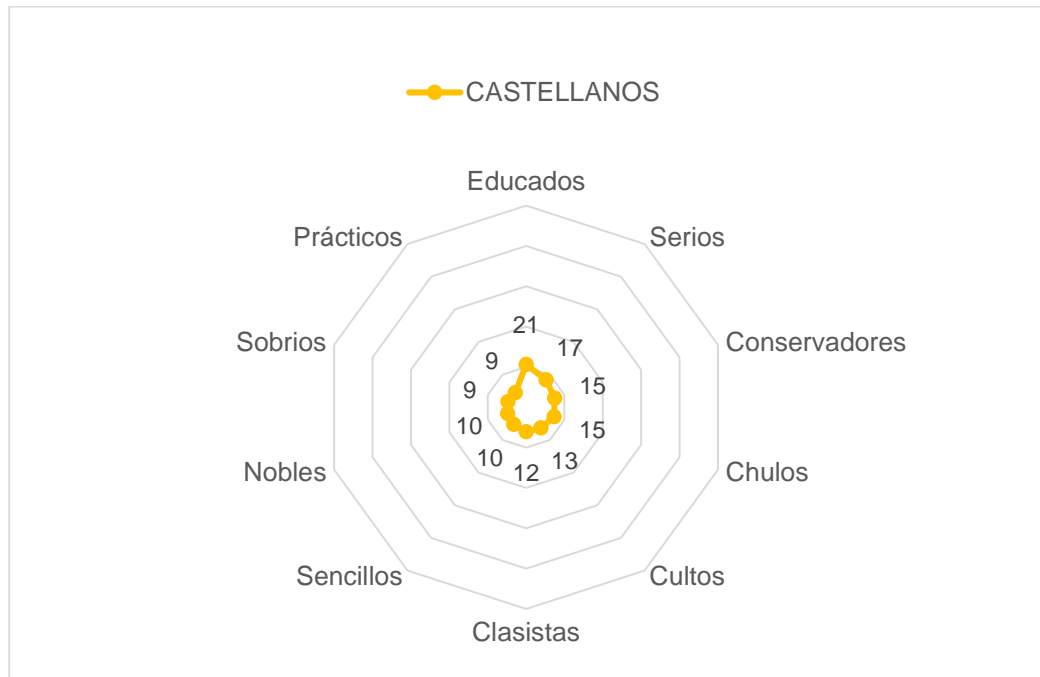 CASTELLANOS
Educados
Prácticos
Serios
21
17
Sobrios
Conservadores
9
9
15
10
15
Nobles
10
13
Chulos
12
Sencillos
Cultos
Clasistas